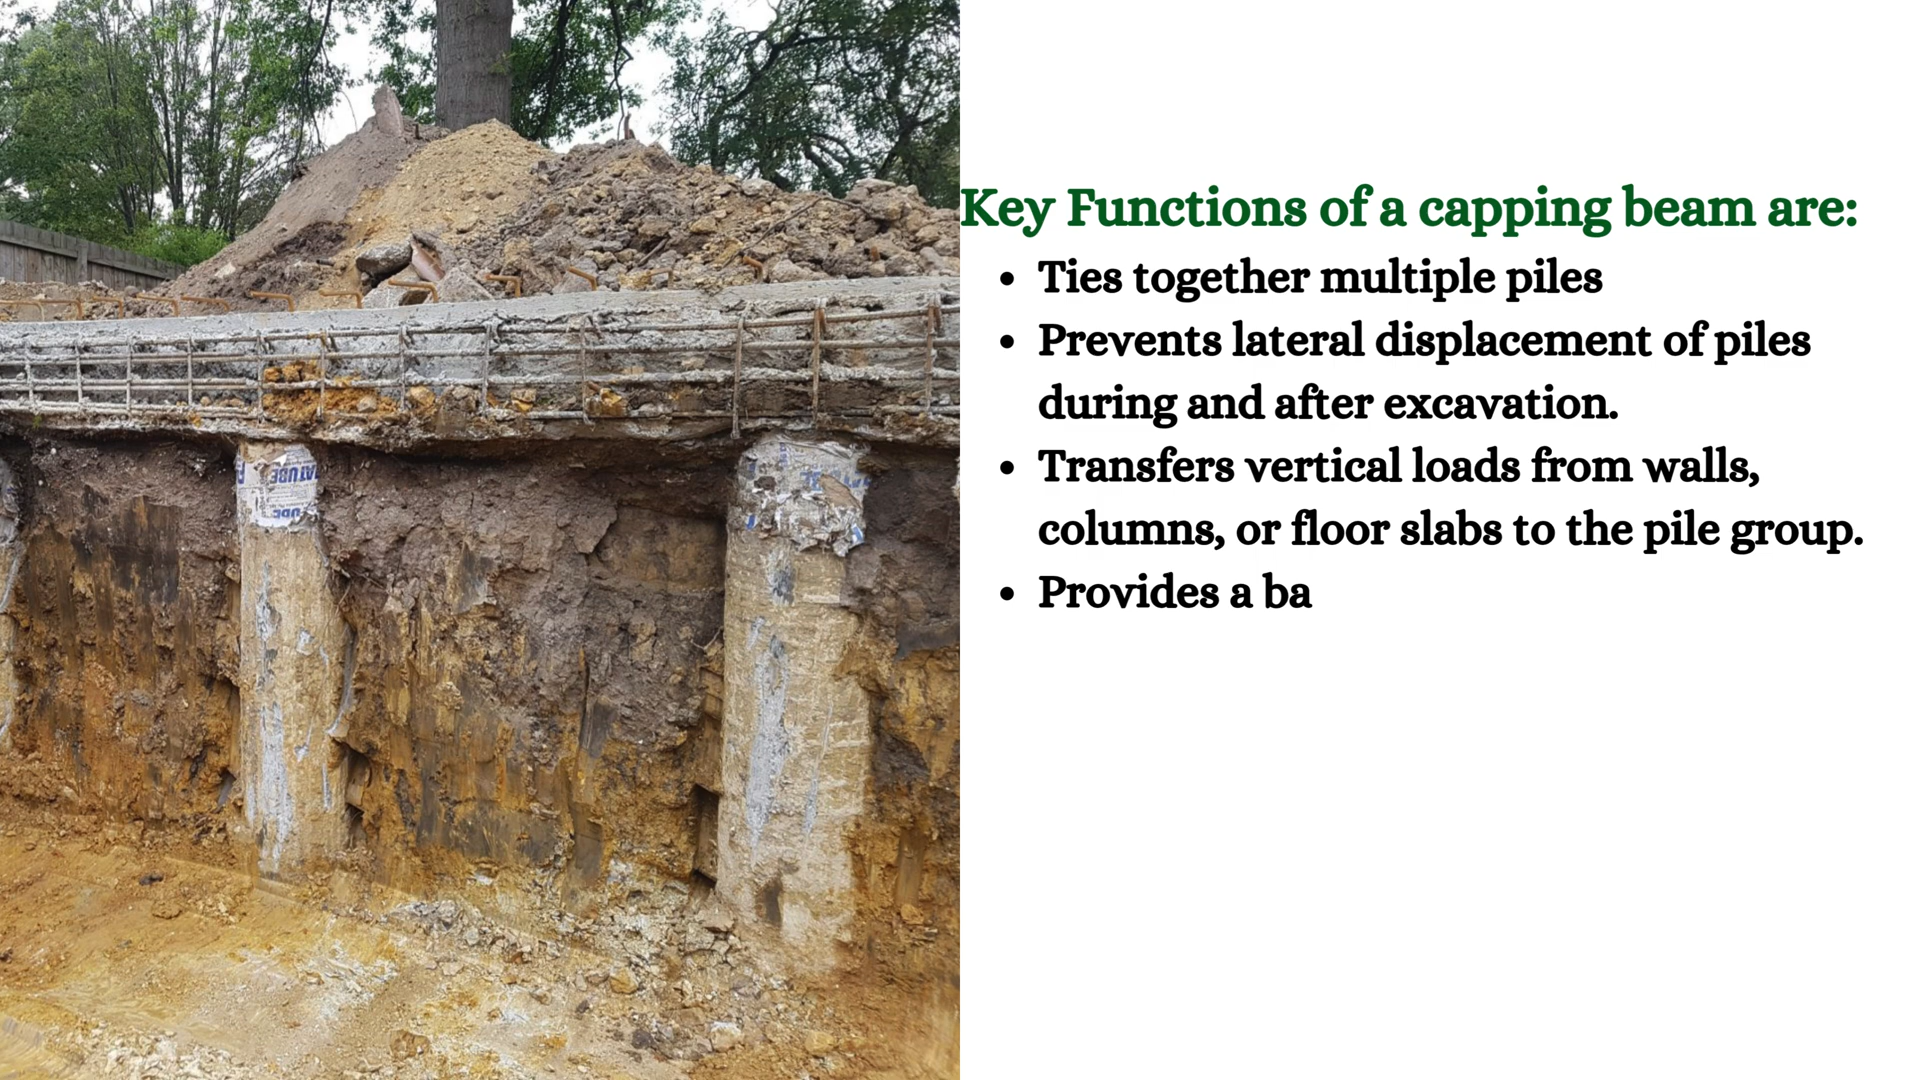 Key Functions of a capping beam are:
• Ties together multiple piles
• Prevents lateral displacement of piles
during and after excavation.
• Transfers vertical loads from walls,
columns, or floor slabs to the pile group.
• Provides a ba